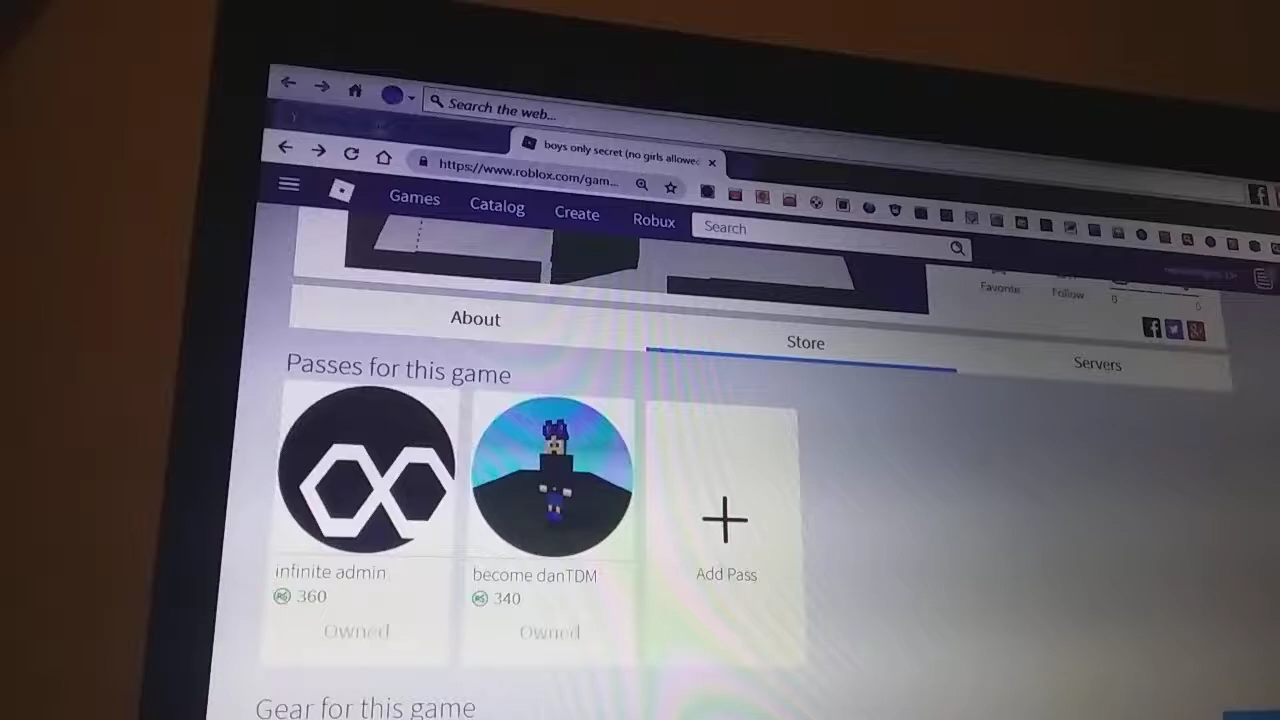 Search the web...
boys only secret (no girls allowe
https://www.roblox.com/gam...
Games
Catalog
Create
Robux
Search
Favorite
Follow
6
6
About
Store
Servers
Passes for this game
infinite admin
R$ 360
Owned
become danTDM
R$ 340
Owned
Add Pass
Gear for this game